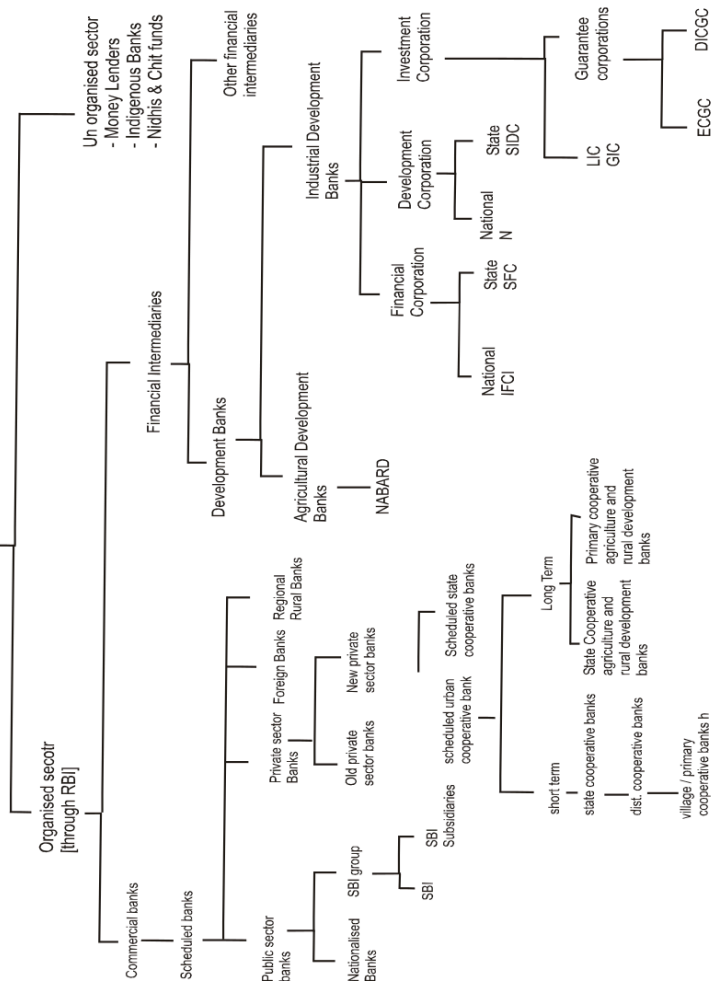 Un organised sector
- Money Lenders
- Indigenous Banks
- Nidhis & Chit funds
Organised secotr
[through RBI]
Financial Intermediaries
Other financial
intermediaries
Commercial banks
Development Banks
Scheduled banks
Agricultural Development
Banks
Industrial Development
Banks
NABARD
Public sector
banks
Private sector
Banks
Foreign Banks
Regional
Rural Banks
Financial
Corporation
Development
Corporation
Investment
Corporation
Nationalised
Banks
SBI group
Old private
sector banks
New private
sector banks
National
IFCI
State
SFC
National
N
State
SIDC
SBI
SBI
Subsidiaries
scheduled urban
cooperative bank
Scheduled state
cooperative banks
LIC
GIC
Guarantee
corporations
short term
Long Term
state cooperative banks
dist. cooperative banks
village / primary
cooperative banks h
State Cooperative
agriculture and
rural development
banks
Primary cooperative
agriculture and
rural development
banks
ECGC
DICGC